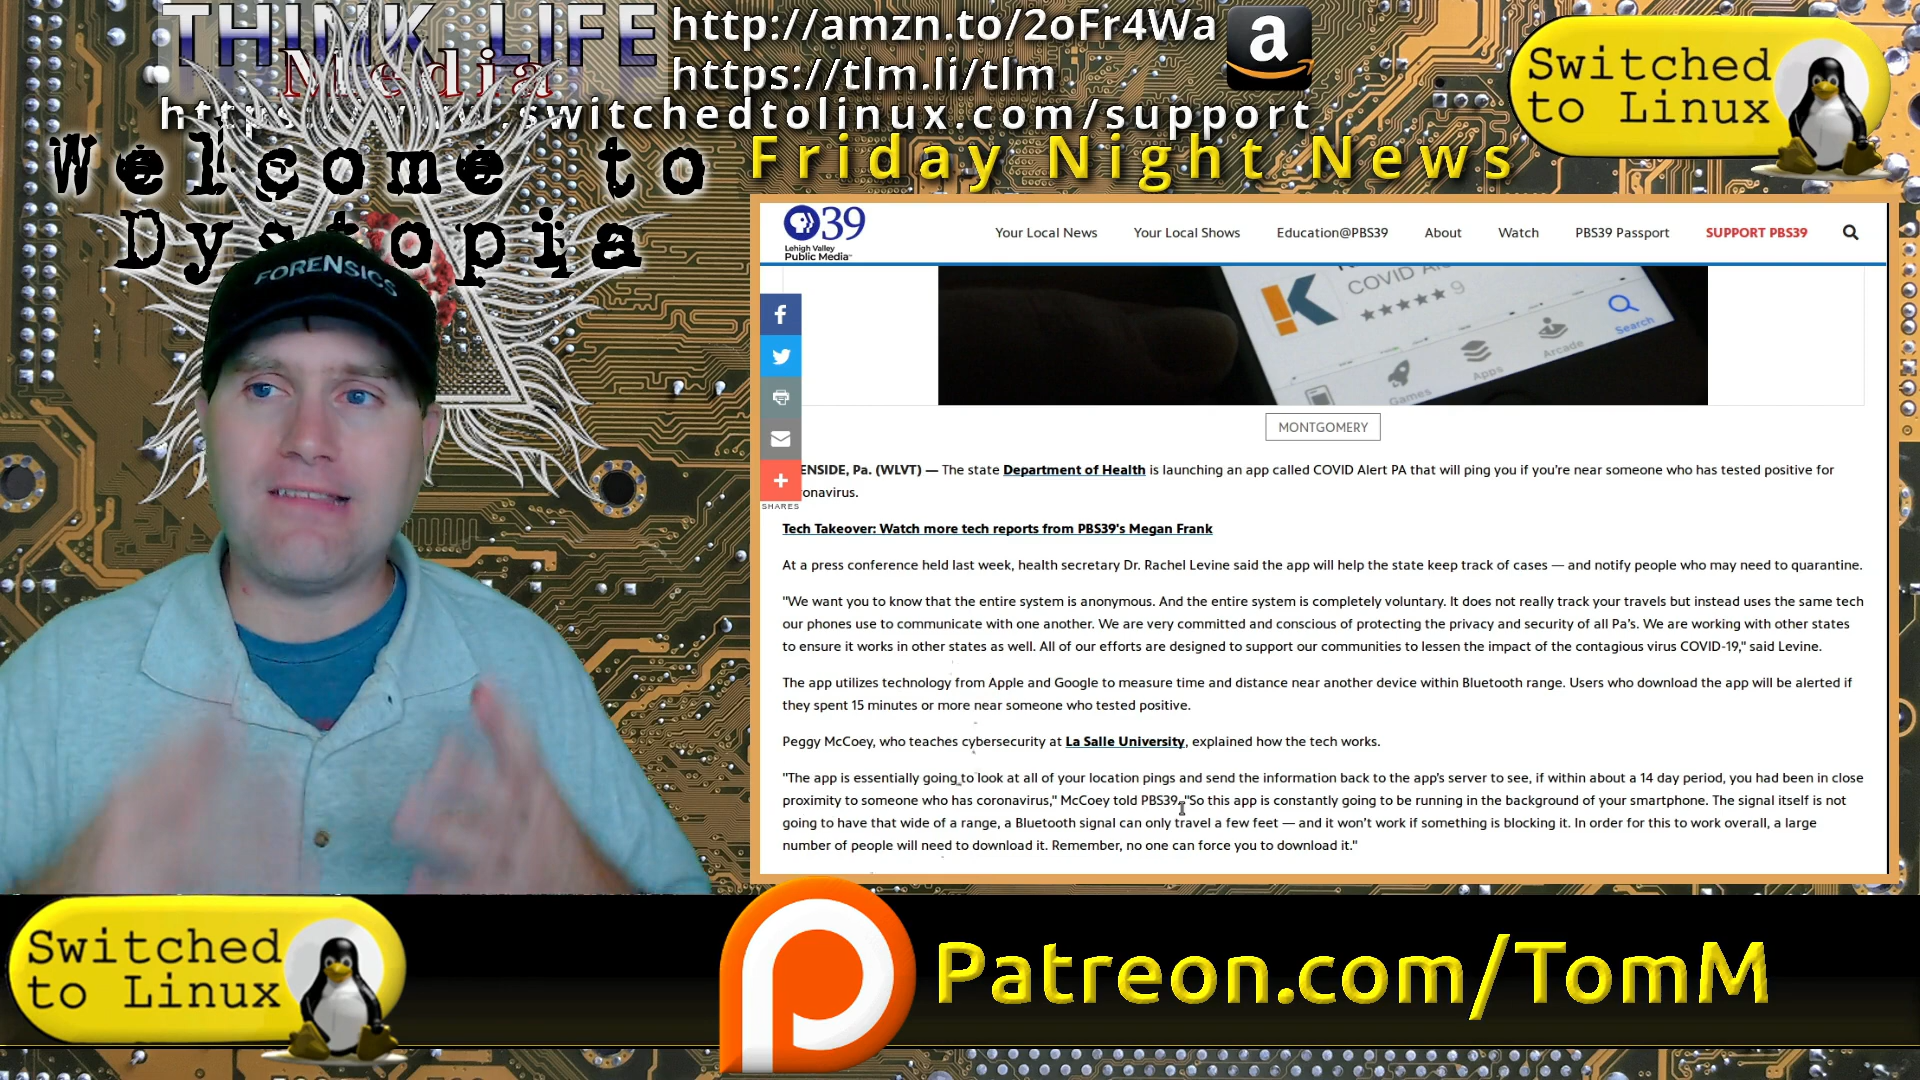 THINK LIFE
Media
http://amzn.to/2oFr4Wa
https://tlm.li/tlm
https://www.switchedtolinux.com/support
Welcome to
Dystopia
Friday Night News
Switched
to Linux
FORENSICS
39
Lehigh Valley
Public Media
Your Local News
Your Local Shows
Education@PBS39
About
Watch
PBS39 Passport
SUPPORT PBS39
COVID
9
Search
Arcade
Apps
Games
MONTGOMERY
SHARES
ENSIDE, Pa. (WLVT) — The state Department of Health is launching an app called COVID Alert PA that will ping you if you're near someone who has tested positive for
onavirus.
Tech Takeover: Watch more tech reports from PBS39's Megan Frank
At a press conference held last week, health secretary Dr. Rachel Levine said the app will help the state keep track of cases — and notify people who may need to quarantine.
"We want you to know that the entire system is anonymous. And the entire system is completely voluntary. It does not really track your travels but instead uses the same tech
our phones use to communicate with one another. We are very committed and conscious of protecting the privacy and security of all Pa's. We are working with other states
to ensure it works in other states as well. All of our efforts are designed to support our communities to lessen the impact of the contagious virus COVID-19," said Levine.
The app utilizes technology from Apple and Google to measure time and distance near another device within Bluetooth range. Users who download the app will be alerted if
they spent 15 minutes or more near someone who tested positive.
Peggy McCoey, who teaches cybersecurity at La Salle University, explained how the tech works.
"The app is essentially going to look at all of your location pings and send the information back to the app's server to see, if within about a 14 day period, you had been in close
proximity to someone who has coronavirus," McCoey told PBS39. "So this app is constantly going to be running in the background of your smartphone. The signal itself is not
going to have that wide of a range, a Bluetooth signal can only travel a few feet — and it won't work if something is blocking it. In order for this to work overall, a large
number of people will need to download it. Remember, no one can force you to download it."
Switched
to Linux
Patreon.com/TomM